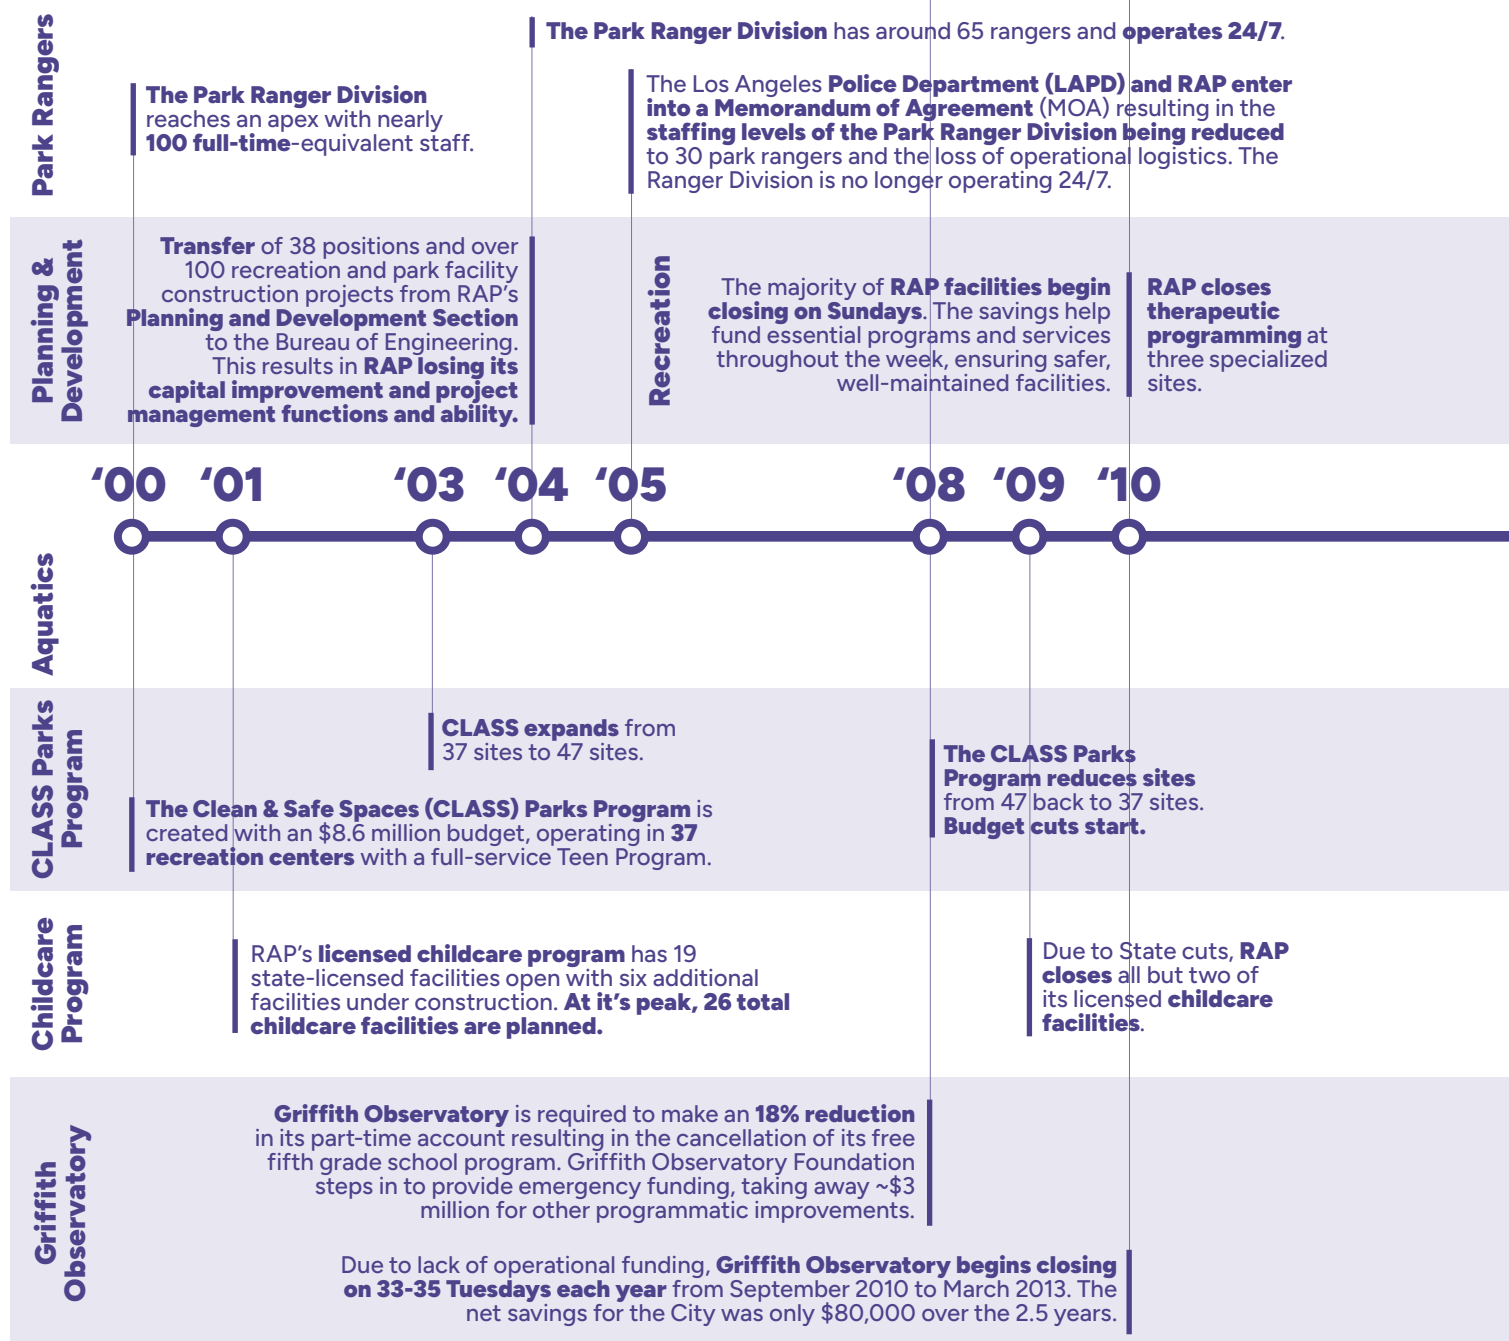 Park Rangers
The Park Ranger Division has around 65 rangers and operates 24/7.
The Park Ranger Division
reaches an apex with nearly
100 full-time-equivalent staff.
The Los Angeles Police Department (LAPD) and RAP enter
into a Memorandum of Agreement (MOA) resulting in the
staffing levels of the Park Ranger Division being reduced
to 30 park rangers and the loss of operational logistics. The
Ranger Division is no longer operating 24/7.
Planning &
Development
Transfer of 38 positions and over
100 recreation and park facility
construction projects from RAP’s
Planning and Development Section
to the Bureau of Engineering.
This results in RAP losing its
capital improvement and project
management functions and ability.
Recreation
The majority of RAP facilities begin
closing on Sundays. The savings help
fund essential programs and services
throughout the week, ensuring safer,
well-maintained facilities.
RAP closes
therapeutic
programming at
three specialized
sites.
‘00 ‘01 ‘03 ‘04 ‘05 ‘08 ‘09 ‘10
Aquatics
CLASS Parks
Program
CLASS expands from
37 sites to 47 sites.
The Clean & Safe Spaces (CLASS) Parks Program is
created with an $8.6 million budget, operating in 37
recreation centers with a full-service Teen Program.
The CLASS Parks
Program reduces sites
from 47 back to 37 sites.
Budget cuts start.
Childcare
Program
RAP’s licensed childcare program has 19
state-licensed facilities open with six additional
facilities under construction. At it’s peak, 26 total
childcare facilities are planned.
Due to State cuts, RAP
closes all but two of
its licensed childcare
facilities.
Griffith
Observatory
Griffith Observatory is required to make an 18% reduction
in its part-time account resulting in the cancellation of its free
fifth grade school program. Griffith Observatory Foundation
steps in to provide emergency funding, taking away ~$3
million for other programmatic improvements.
Due to lack of operational funding, Griffith Observatory begins closing
on 33-35 Tuesdays each year from September 2010 to March 2013. The
net savings for the City was only $80,000 over the 2.5 years.